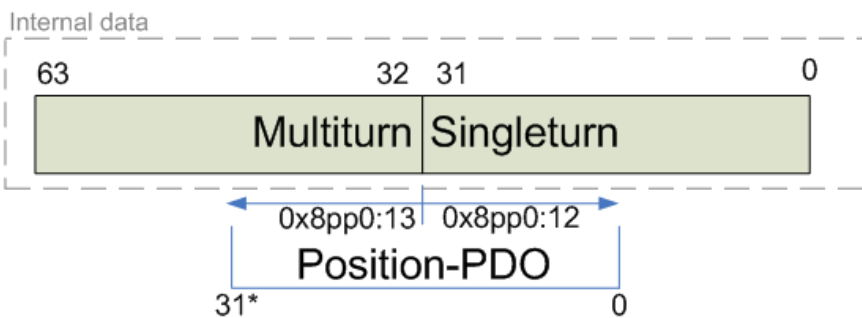 Internal data
63 32 31 0
Multiturn Singleturn
0x8pp0:13 0x8pp0:12
Position-PDO
31* 0